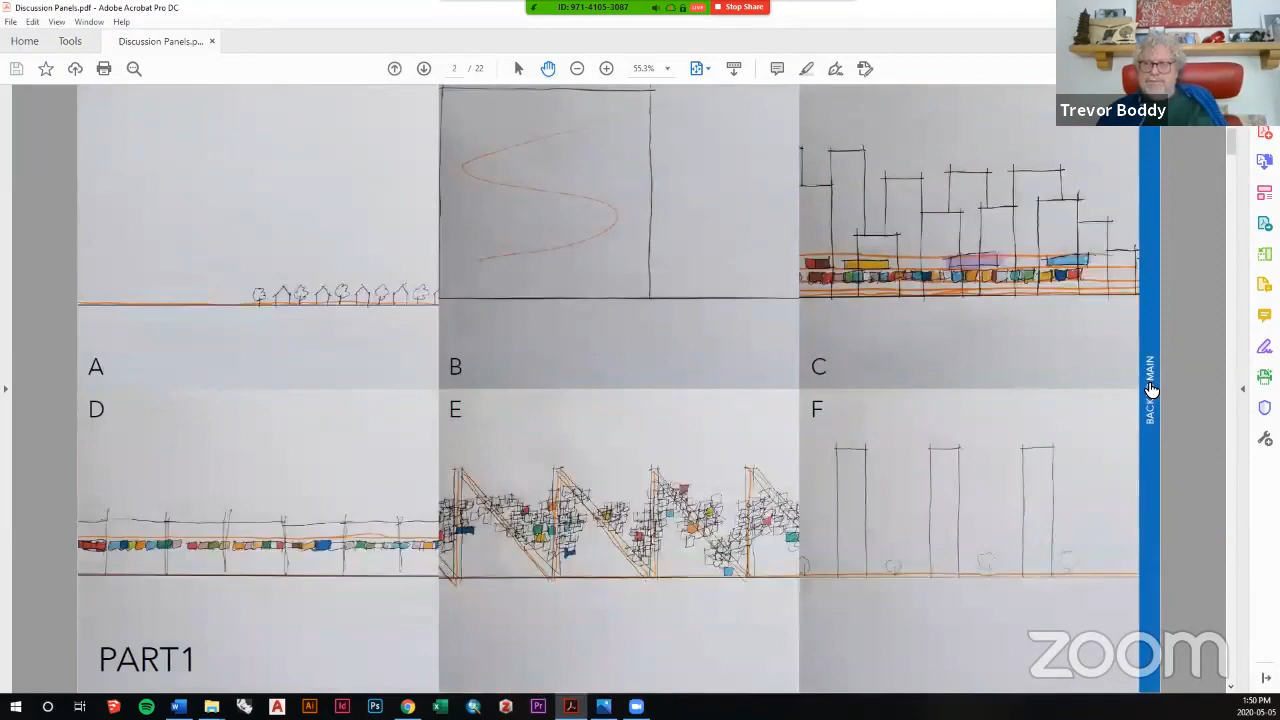 Discussion Panels.pdf - Adobe Acrobat Pro DC
ID: 971-4105-3087
LIVE
Stop Share
File Edit View Window Help
Home Tools Discussion Panels.p... ×
2 / 22
55.3%
Trevor Boddy
A
B
C
BACK MAIN
D
E
F
PART1
zoom
1:50 PM
2020-05-05